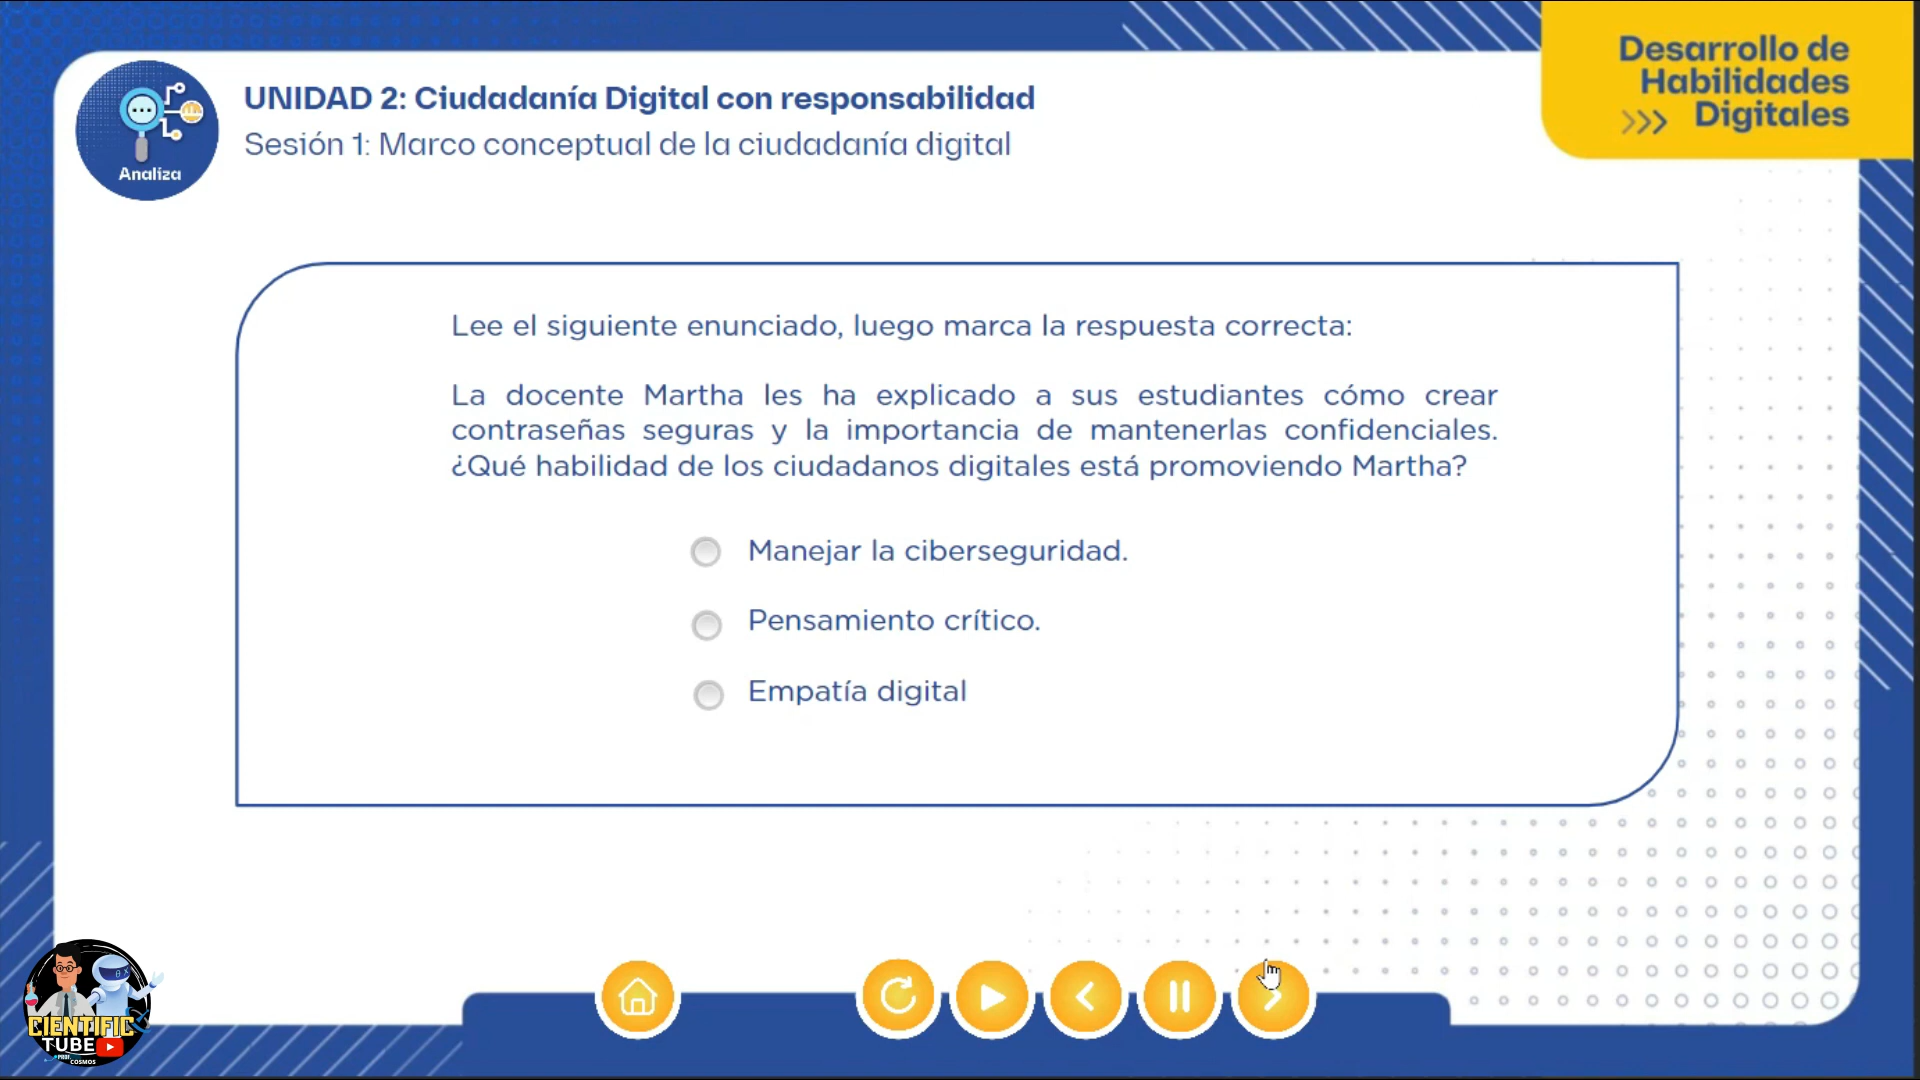 Desarrollo de
Habilidades
>>> Digitales
UNIDAD 2: Ciudadanía Digital con responsabilidad
Sesión 1: Marco conceptual de la ciudadanía digital
Analiza
Lee el siguiente enunciado, luego marca la respuesta correcta:
La docente Martha les ha explicado a sus estudiantes cómo crear
contraseñas seguras y la importancia de mantenerlas confidenciales.
¿Qué habilidad de los ciudadanos digitales está promoviendo Martha?
Manejar la ciberseguridad.
Pensamiento crítico.
Empatía digital
CIENTIFIC
TUBE
PROF.
COSMOS